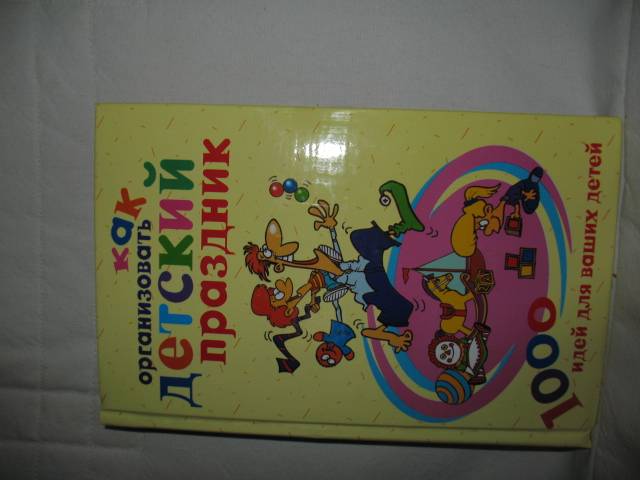 как
организовать
детский
праздник
1000
идей для ваших детей